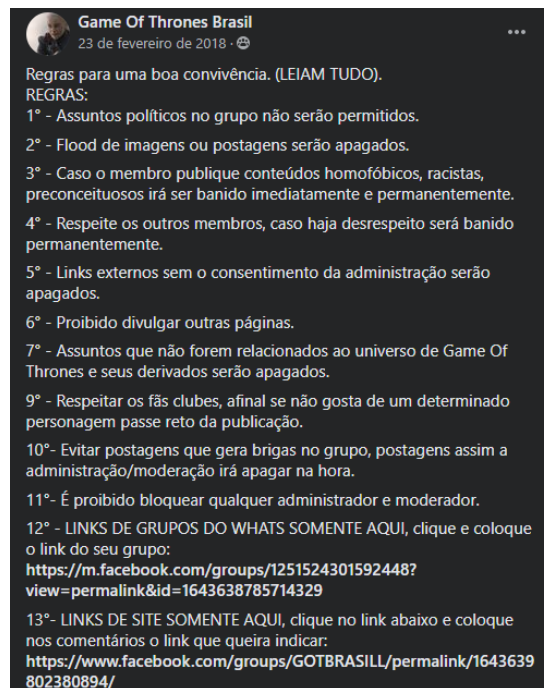 Game Of Thrones Brasil
23 de fevereiro de 2018 ·
Regras para uma boa convivência. (LEIAM TUDO).
REGRAS:
1° - Assuntos políticos no grupo não serão permitidos.
2° - Flood de imagens ou postagens serão apagados.
3° - Caso o membro publique conteúdos homofóbicos, racistas,
preconceituosos irá ser banido imediatamente e permanentemente.
4° - Respeite os outros membros, caso haja desrespeito será banido
permanentemente.
5° - Links externos sem o consentimento da administração serão
apagados.
6° - Proibido divulgar outras páginas.
7° - Assuntos que não forem relacionados ao universo de Game Of
Thrones e seus derivados serão apagados.
9° - Respeitar os fãs clubes, afinal se não gosta de um determinado
personagem passe reto da publicação.
10°- Evitar postagens que gera brigas no grupo, postagens assim a
administração/moderação irá apagar na hora.
11°- É proibido bloquear qualquer administrador e moderador.
12° - LINKS DE GRUPOS DO WHATS SOMENTE AQUI, clique e coloque
o link do seu grupo:
https://m.facebook.com/groups/1251524301592448?
view=permalink&id=1643638785714329
13°- LINKS DE SITE SOMENTE AQUI, clique no link abaixo e coloque
nos comentários o link que queira indicar:
https://www.facebook.com/groups/GOTBRASILL/permalink/1643639
802380894/